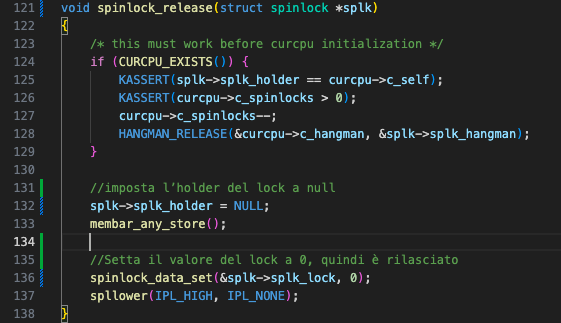 121 void spinlock_release(struct spinlock *splk)
122 {
123     /* this must work before curcpu initialization */
124     if (CURCPU_EXISTS()) {
125         KASSERT(splk->splk_holder == curcpu->c_self);
126         KASSERT(curcpu->c_spinlocks > 0);
127         curcpu->c_spinlocks--;
128         HANGMAN_RELEASE(&curcpu->c_hangman, &splk->splk_hangman);
129     }
130
131     //imposta l’holder del lock a null
132     splk->splk_holder = NULL;
133     membar_any_store();
134
135     //Setta il valore del lock a 0, quindi è rilasciato
136     spinlock_data_set(&splk->splk_lock, 0);
137     spllower(IPL_HIGH, IPL_NONE);
138 }